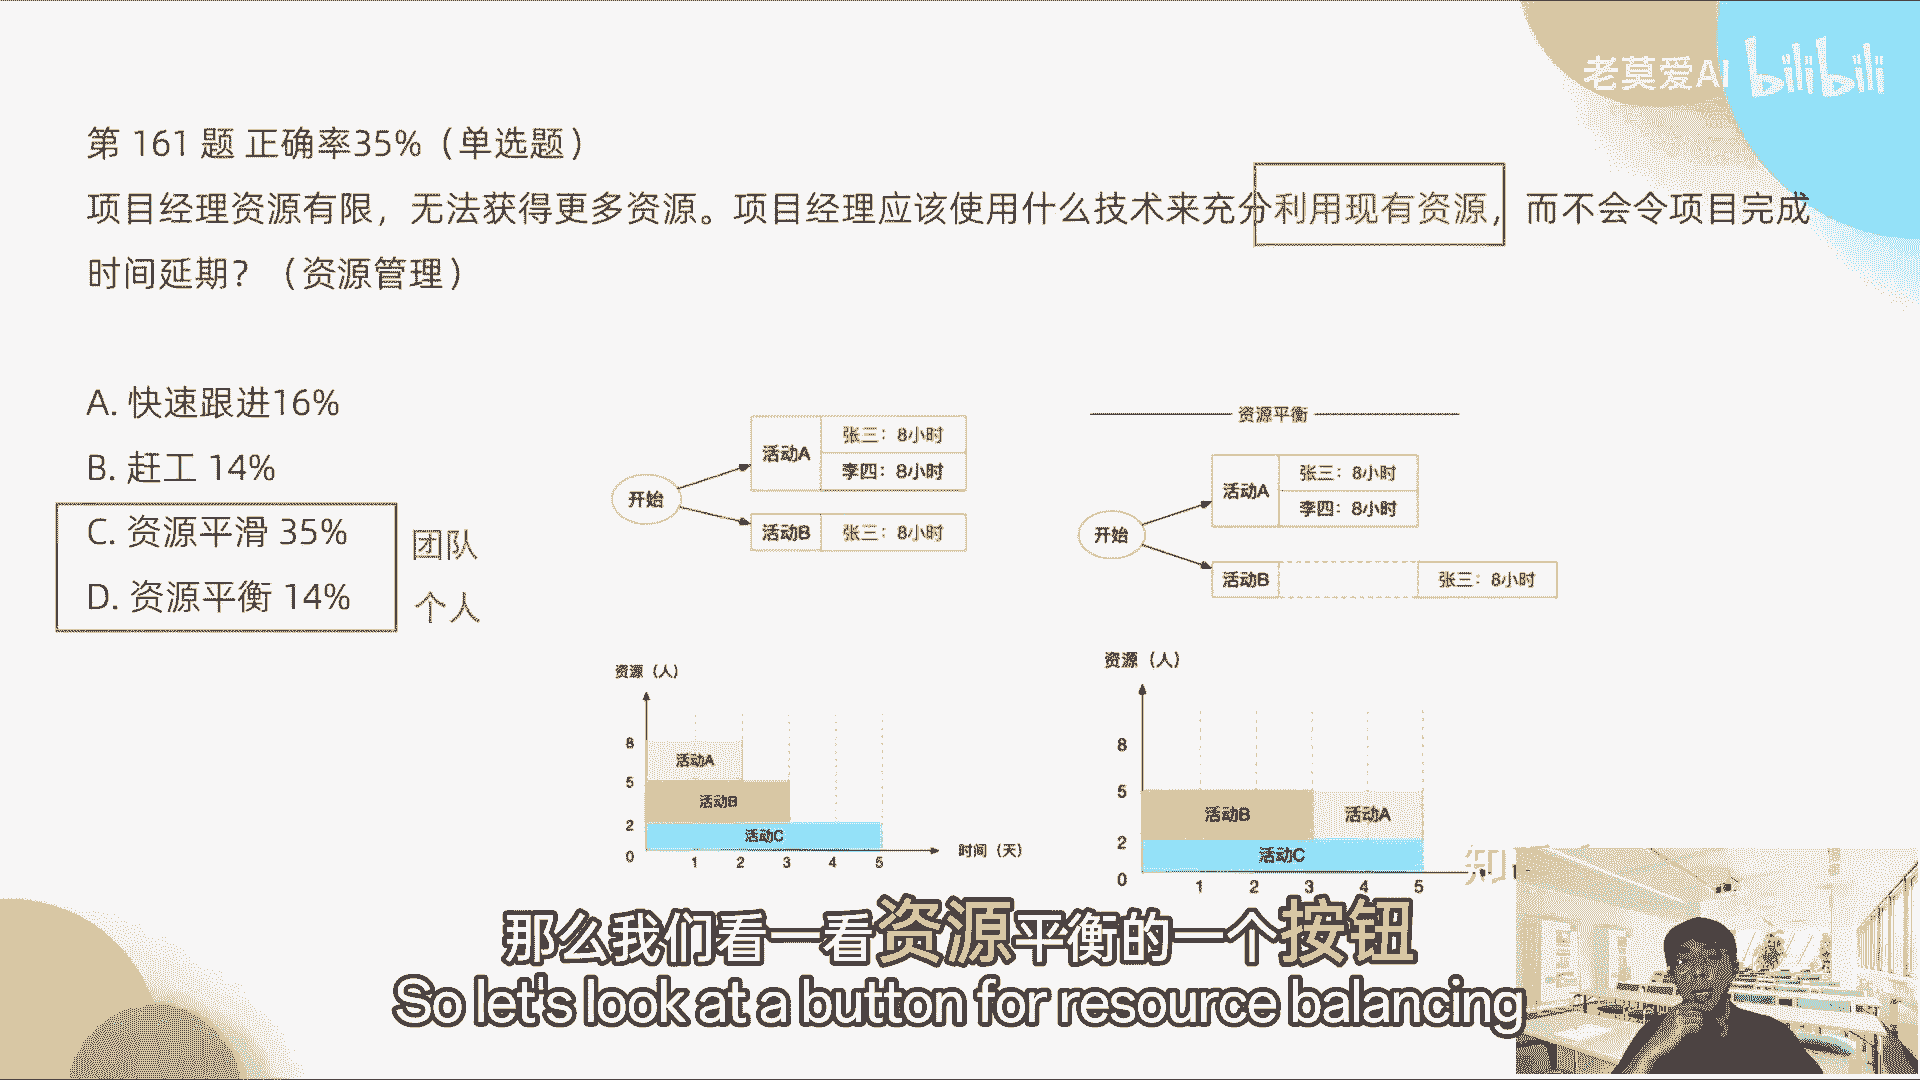 老莫爱AI bilibili
第 161 题 正确率35%（单选题）
项目经理资源有限，无法获得更多资源。项目经理应该使用什么技术来充分利用现有资源，而不会令项目完成
时间延期？（资源管理）
A. 快速跟进16%
B. 赶工 14%
C. 资源平滑 35%
D. 资源平衡 14%
团队
个人
开始
活动A
张三：8小时
李四：8小时
活动B
张三：8小时
资源平衡
开始
活动A
张三：8小时
李四：8小时
活动B
张三：8小时
资源（人）
8
5
2
0
活动A
活动B
活动C
1 2 3 4 5
时间（天）
资源（人）
8
5
2
0
活动B
活动A
活动C
1 2 3 4 5
知
那么我们看一看资源平衡的一个按钮
So let's look at a button for resource balancing